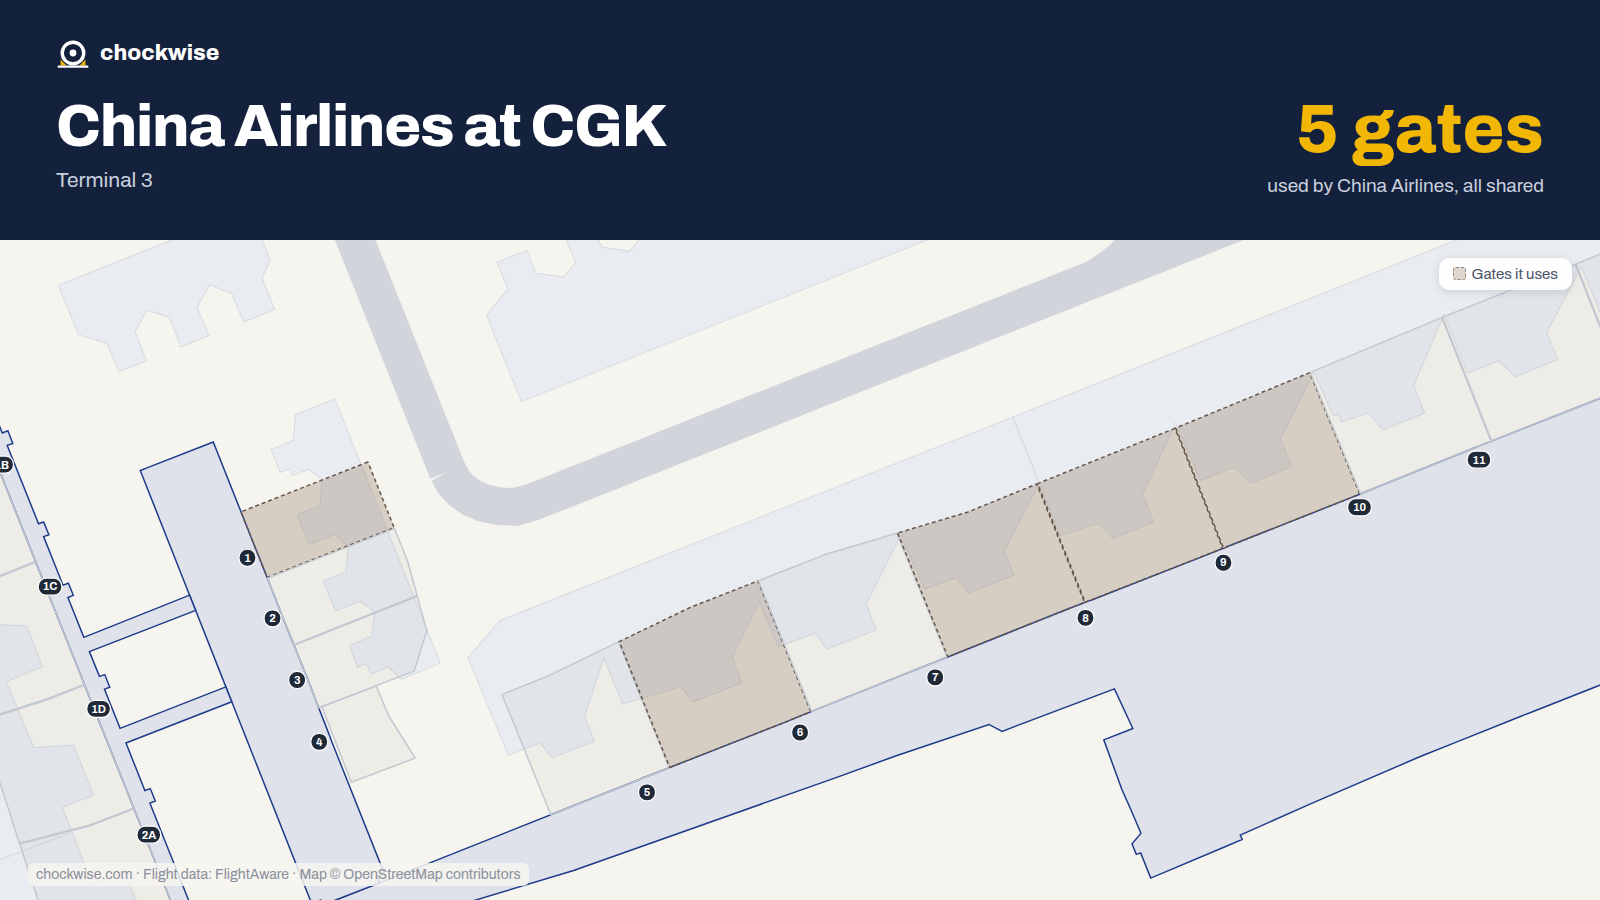 chockwise
China Airlines at CGK
Terminal 3
5 gates
used by China Airlines, all shared
Gates it uses
1B
1C
1D
2A
1
2
3
4
5
6
7
8
9
10
11
chockwise.com · Flight data: FlightAware · Map © OpenStreetMap contributors